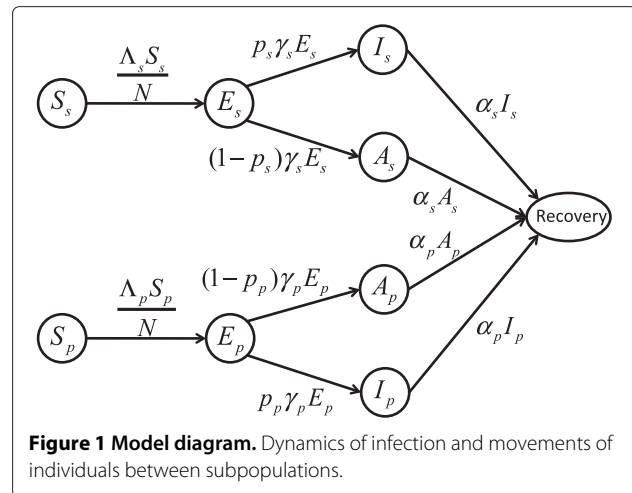 p_s γ_s E_s
I_s
Λ_s S_s
N
S_s
E_s
α_s I_s
(1−p_s)γ_s E_s
A_s
α_s A_s
Recovery
α_p A_p
(1−p_p)γ_p E_p
A_p
Λ_p S_p
N
S_p
E_p
α_p I_p
p_p γ_p E_p
I_p
Figure 1 Model diagram. Dynamics of infection and movements of
individuals between subpopulations.